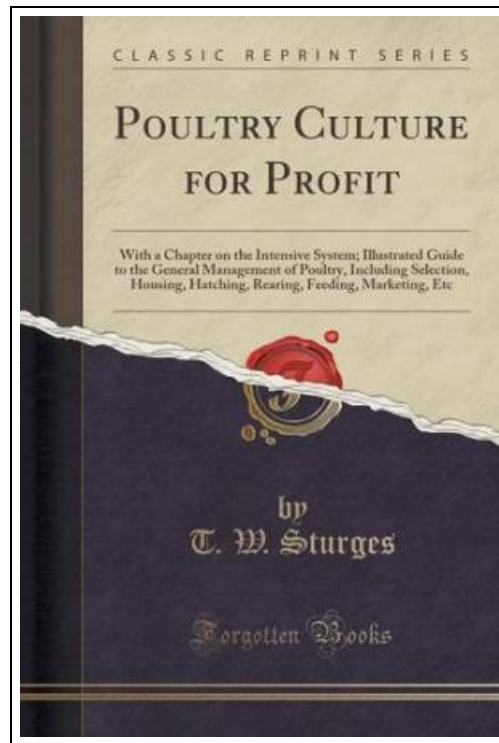 CLASSIC REPRINT SERIES
POULTRY CULTURE
FOR PROFIT
With a Chapter on the Intensive System; Illustrated Guide
to the General Management of Poultry, Including Selection,
Housing, Hatching, Rearing, Feeding, Marketing, Etc
by
T. W. Sturges
Forgotten Books